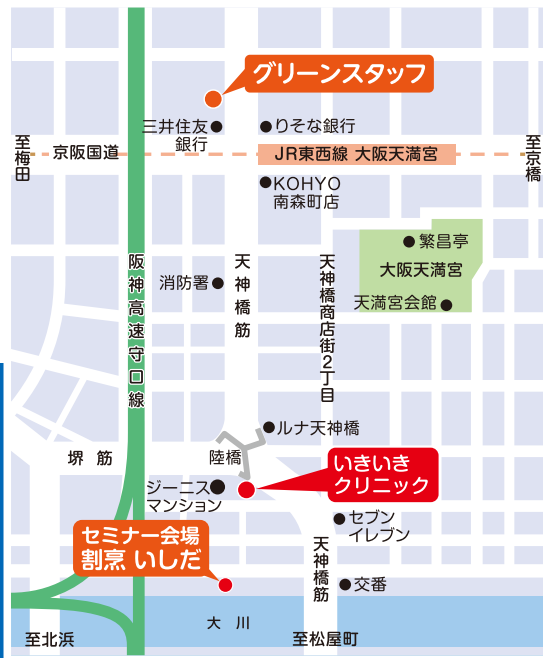 グリーンスタッフ
三井住友
銀行
りそな銀行
至梅田
京阪国道
JR東西線 大阪天満宮
至京橋
KOHYO
南森町店
繁昌亭
大阪天満宮
天満宮会館
消防署
阪神高速守口線
天神橋筋
天神橋商店街2丁目
ルナ天神橋
堺筋
陸橋
いきいき
クリニック
ジーニス
マンション
セブン
イレブン
セミナー会場
割烹 いしだ
天神橋筋
交番
大川
至北浜
至松屋町